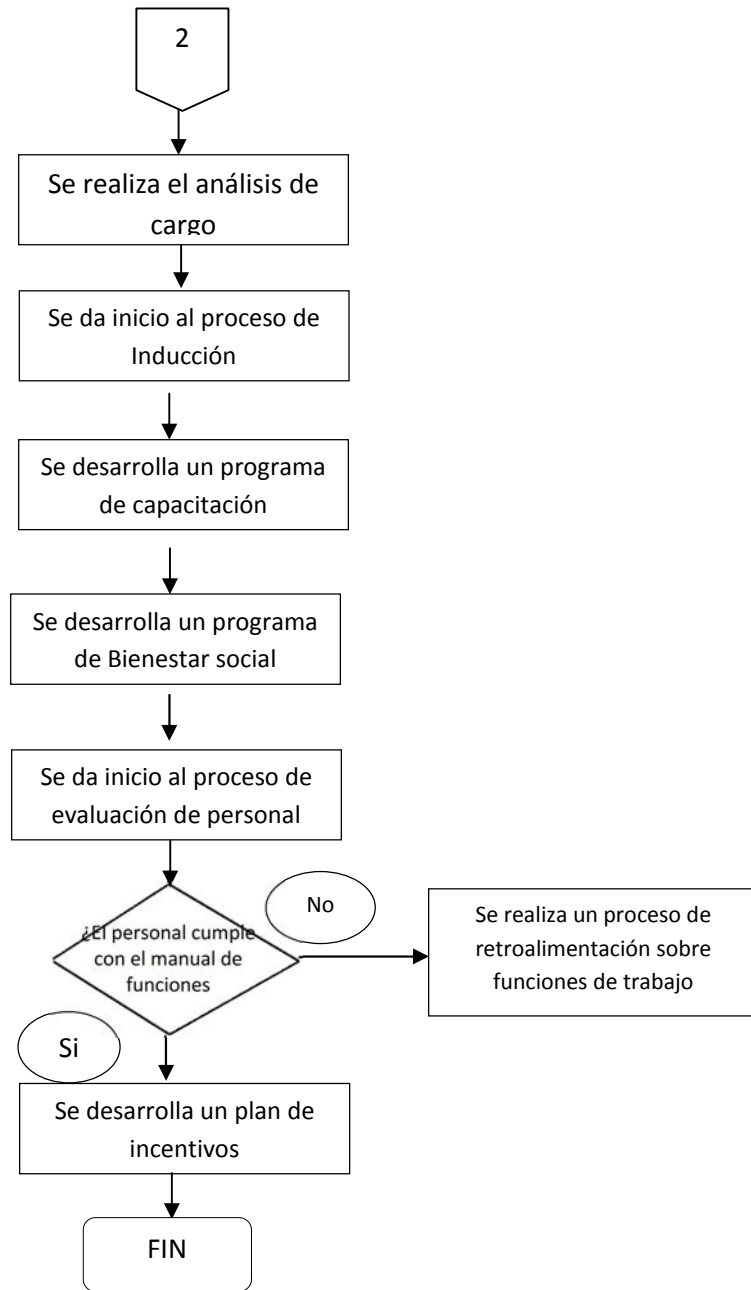 2
Se realiza el análisis de
cargo
Se da inicio al proceso de
Inducción
Se desarrolla un programa
de capacitación
Se desarrolla un programa
de Bienestar social
Se da inicio al proceso de
evaluación de personal
¿El personal cumple
con el manual de
funciones
No
Se realiza un proceso de
retroalimentación sobre
funciones de trabajo
Si
Se desarrolla un plan de
incentivos
FIN